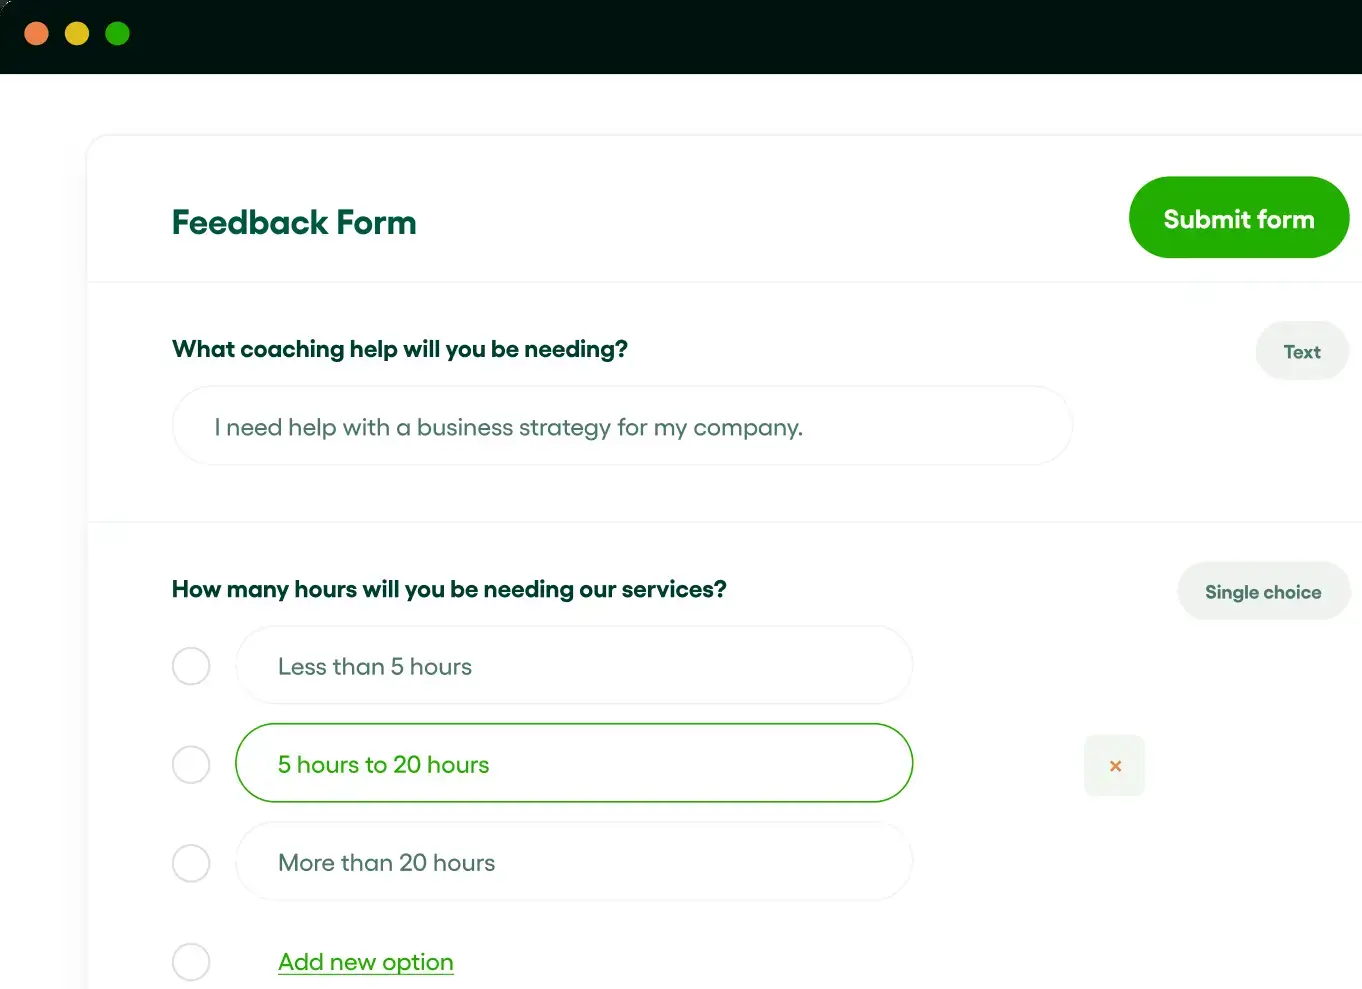 Feedback Form
Submit form
What coaching help will you be needing?
Text
I need help with a business strategy for my company.
How many hours will you be needing our services?
Single choice
Less than 5 hours
5 hours to 20 hours
More than 20 hours
Add new option